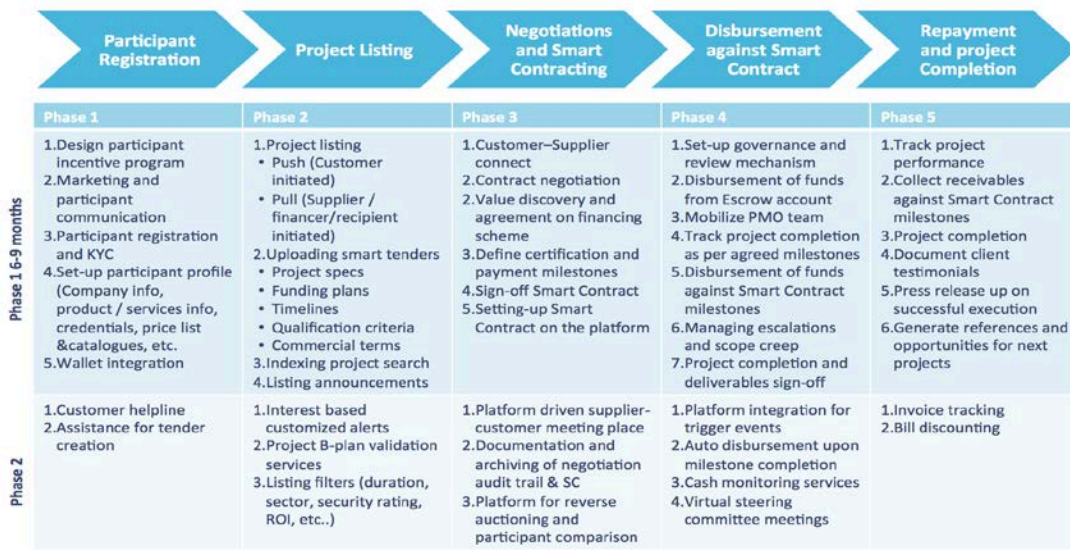 Participant
Registration
Project Listing
Negotiations
and Smart
Contracting
Disbursement
against Smart
Contract
Repayment
and project
Completion
Phase 1
Phase 2
Phase 3
Phase 4
Phase 5
Phase 1 6-9 months
1.Design participant
incentive program
2.Marketing and
participant
communication
3.Participant registration
and KYC
4.Set-up participant profile
(Company info,
product / services info,
credentials, price list
&catalogues, etc.
5.Wallet integration
1.Project listing
• Push (Customer
initiated)
• Pull (Supplier /
financer/recipient
initiated)
2.Uploading smart tenders
• Project specs
• Funding plans
• Timelines
• Qualification criteria
• Commercial terms
3.Indexing project search
4.Listing announcements
1.Customer–Supplier
connect
2.Contract negotiation
2.Value discovery and
agreement on financing
scheme
3.Define certification and
payment milestones
4.Sign-off Smart Contract
5.Setting-up Smart
Contract on the platform
1.Set-up governance and
review mechanism
2.Disbursement of funds
from Escrow account
3.Mobilize PMO team
4.Track project completion
as per agreed milestones
5.Disbursement of funds
against Smart Contract
milestones
6.Managing escalations
and scope creep
7.Project completion and
deliverables sign-off
1.Track project
performance
2.Collect receivables
against Smart Contract
milestones
3.Project completion
4.Document client
testimonials
5.Press release up on
successful execution
6.Generate references and
opportunities for next
projects
Phase 2
1.Customer helpline
2.Assistance for tender
creation
1.Interest based
customized alerts
2.Project B-plan validation
services
3.Listing filters (duration,
sector, security rating,
ROI, etc..)
1.Platform driven supplier-
customer meeting place
2.Documentation and
archiving of negotiation
audit trail & SC
3.Platform for reverse
auctioning and
participant comparison
1.Platform integration for
trigger events
2.Auto disbursement upon
milestone completion
3.Cash monitoring services
4.Virtual steering
committee meetings
1.Invoice tracking
2.Bill discounting